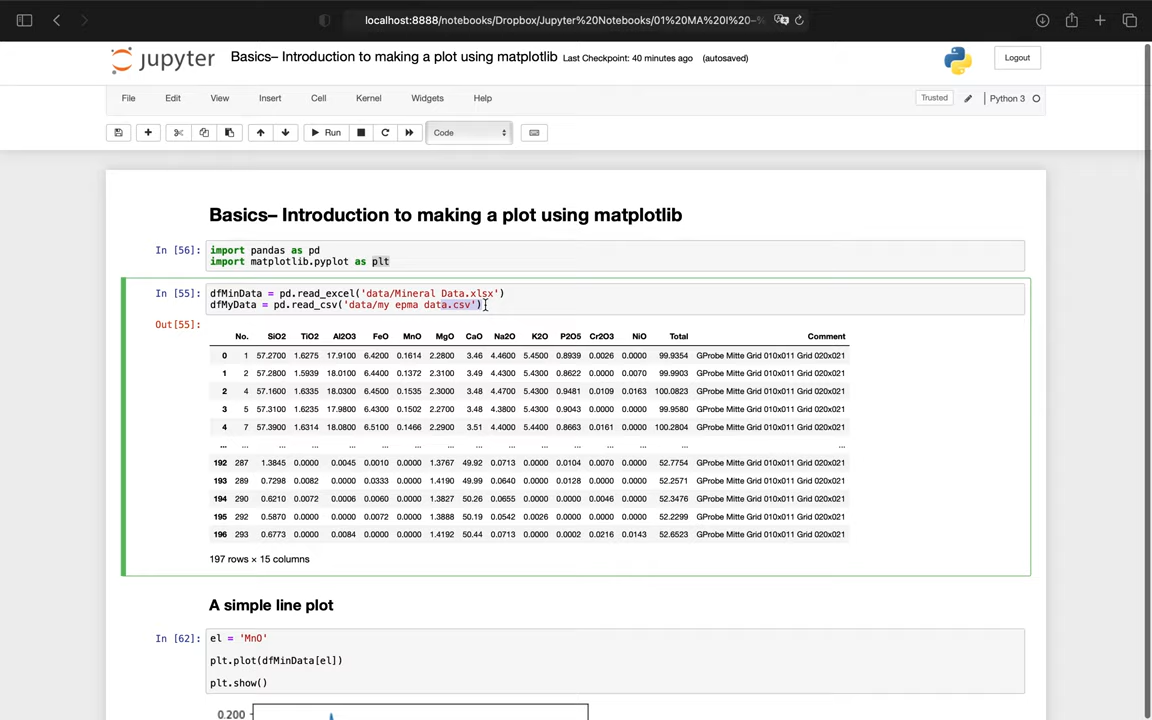 localhost:8888/notebooks/Dropbox/Jupyter%20Notebooks/01%20MA%20I%20–%
jupyter Basics– Introduction to making a plot using matplotlib Last Checkpoint: 40 minutes ago (autosaved) Logout
File Edit View Insert Cell Kernel Widgets Help Trusted Python 3
Run Code
Basics– Introduction to making a plot using matplotlib
In [56]: import pandas as pd
import matplotlib.pyplot as plt
In [55]: dfMinData = pd.read_excel('data/Mineral Data.xlsx')
dfMyData = pd.read_csv('data/my epma data.csv')
Out[55]:
No. SiO2 TiO2 Al2O3 FeO MnO MgO CaO Na2O K2O P2O5 Cr2O3 NiO Total Comment
0 1 57.2700 1.6275 17.9100 6.4200 0.1614 2.2800 3.46 4.4600 5.4500 0.8939 0.0026 0.0000 99.9354 GProbe Mitte Grid 010x011 Grid 020x021
1 2 57.2800 1.5939 18.0100 6.4400 0.1372 2.3100 3.49 4.4300 5.4300 0.8622 0.0000 0.0070 99.9903 GProbe Mitte Grid 010x011 Grid 020x021
2 4 57.1600 1.6335 18.0300 6.4500 0.1535 2.3000 3.48 4.4700 5.4300 0.9481 0.0109 0.0163 100.0823 GProbe Mitte Grid 010x011 Grid 020x021
3 5 57.3100 1.6235 17.9800 6.4300 0.1502 2.2700 3.48 4.3800 5.4300 0.9043 0.0000 0.0000 99.9580 GProbe Mitte Grid 010x011 Grid 020x021
4 7 57.3900 1.6314 18.0800 6.5100 0.1466 2.2900 3.51 4.4000 5.4400 0.8663 0.0161 0.0000 100.2804 GProbe Mitte Grid 010x011 Grid 020x021
... ... ... ... ... ... ... ... ... ... ... ... ... ... ... ...
192 287 1.3845 0.0000 0.0045 0.0010 0.0000 1.3767 49.92 0.0713 0.0000 0.0104 0.0070 0.0000 52.7754 GProbe Mitte Grid 010x011 Grid 020x021
193 289 0.7298 0.0082 0.0000 0.0333 0.0000 1.4190 49.99 0.0640 0.0000 0.0128 0.0000 0.0000 52.2571 GProbe Mitte Grid 010x011 Grid 020x021
194 290 0.6210 0.0072 0.0006 0.0060 0.0000 1.3827 50.26 0.0655 0.0000 0.0000 0.0046 0.0000 52.3476 GProbe Mitte Grid 010x011 Grid 020x021
195 292 0.5870 0.0000 0.0000 0.0072 0.0000 1.3888 50.19 0.0542 0.0026 0.0000 0.0000 0.0000 52.2299 GProbe Mitte Grid 010x011 Grid 020x021
196 293 0.6773 0.0000 0.0084 0.0000 0.0000 1.4192 50.44 0.0713 0.0000 0.0002 0.0216 0.0143 52.6523 GProbe Mitte Grid 010x011 Grid 020x021
197 rows × 15 columns
A simple line plot
In [62]: el = 'MnO'
plt.plot(dfMinData[el])
plt.show()
0.200